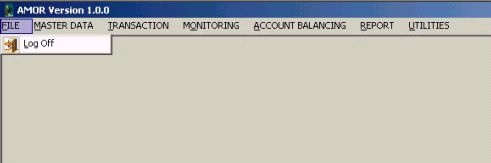 AMOR Version 1.0.0
FILE MASTER DATA TRANSACTION MONITORING ACCOUNT BALANCING REPORT UTILITIES
Log Off